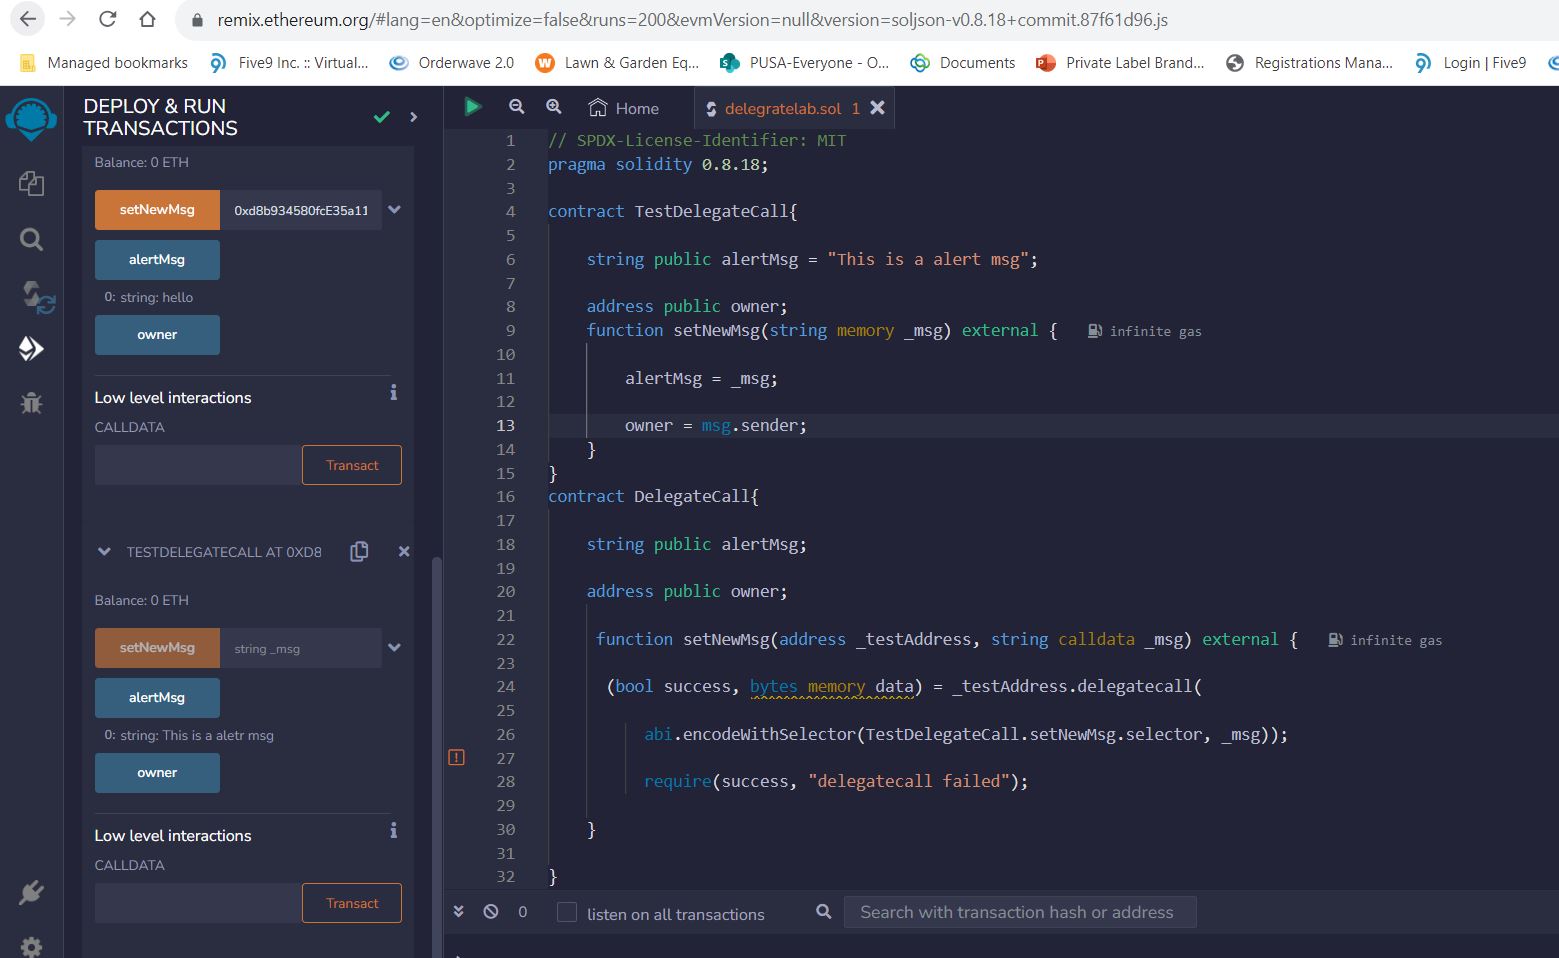 remix.ethereum.org/#lang=en&optimize=false&runs=200&evmVersion=null&version=soljson-v0.8.18+commit.87f61d96.js
Managed bookmarks
Five9 Inc. :: Virtual...
Orderwave 2.0
Lawn & Garden Eq...
PUSA-Everyone - O...
Documents
Private Label Brand...
Registrations Mana...
Login | Five9
DEPLOY & RUN
TRANSACTIONS
Balance: 0 ETH
setNewMsg 0xd8b934580fcE35a11
alertMsg
0: string: hello
owner
Low level interactions
CALLDATA
Transact
TESTDELEGATECALL AT 0XD8
Balance: 0 ETH
setNewMsg string _msg
alertMsg
0: string: This is a aletr msg
owner
Low level interactions
CALLDATA
Transact
Home
delegratelab.sol 1
1 // SPDX-License-Identifier: MIT
2 pragma solidity 0.8.18;
3
4 contract TestDelegateCall{
5
6 string public alertMsg = "This is a alert msg";
7
8 address public owner;
9 function setNewMsg(string memory _msg) external { infinite gas
10
11 alertMsg = _msg;
12
13 owner = msg.sender;
14 }
15 }
16 contract DelegateCall{
17
18 string public alertMsg;
19
20 address public owner;
21
22 function setNewMsg(address _testAddress, string calldata _msg) external { infinite gas
23
24 (bool success, bytes memory data) = _testAddress.delegatecall(
25
26 abi.encodeWithSelector(TestDelegateCall.setNewMsg.selector, _msg));
27
28 require(success, "delegatecall failed");
29
30 }
31
32 }
0 listen on all transactions
Search with transaction hash or address